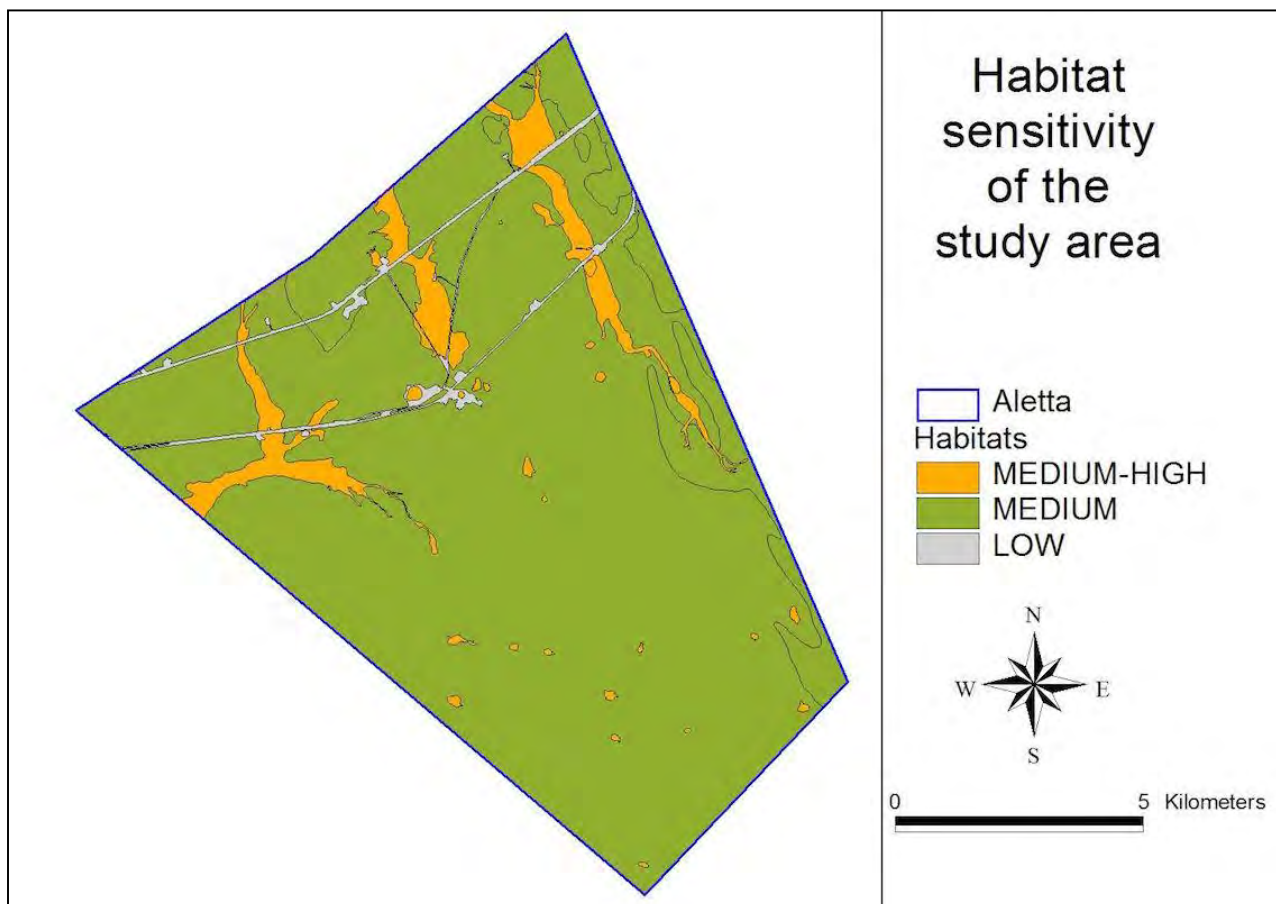 Habitat
sensitivity
of the
study area
Aletta
Habitats
MEDIUM-HIGH
MEDIUM
LOW
N
W E
S
0 5 Kilometers